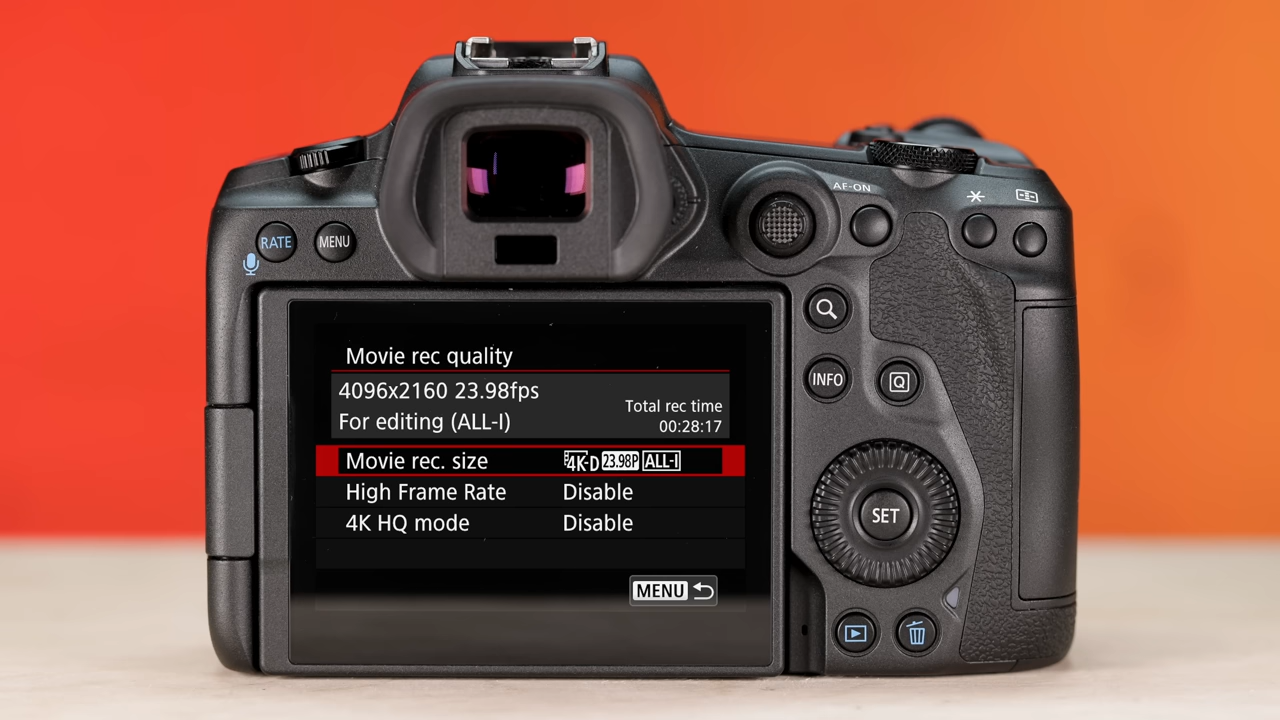 AF-ON
RATE MENU
Movie rec quality
4096x2160 23.98fps
For editing (ALL-I)
Total rec time
00:28:17
Movie rec. size 4K-D 23.98P ALL-I
High Frame Rate Disable
4K HQ mode Disable
MENU
INFO
Q
SET